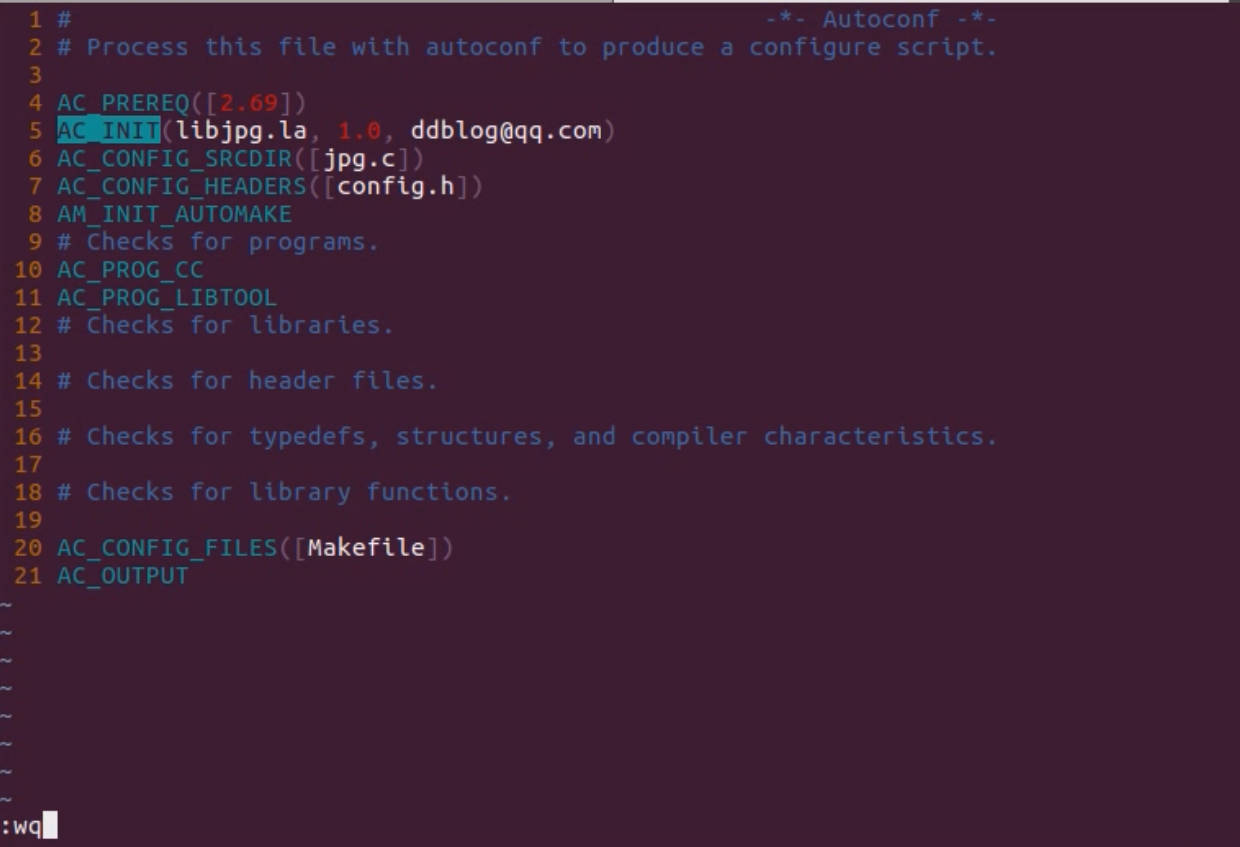 1 # -*- Autoconf -*-
2 # Process this file with autoconf to produce a configure script.
3
4 AC_PREREQ([2.69])
5 AC_INIT(libjpg.la, 1.0, ddblog@qq.com)
6 AC_CONFIG_SRCDIR([jpg.c])
7 AC_CONFIG_HEADERS([config.h])
8 AM_INIT_AUTOMAKE
9 # Checks for programs.
10 AC_PROG_CC
11 AC_PROG_LIBTOOL
12 # Checks for libraries.
13
14 # Checks for header files.
15
16 # Checks for typedefs, structures, and compiler characteristics.
17
18 # Checks for library functions.
19
20 AC_CONFIG_FILES([Makefile])
21 AC_OUTPUT
~
~
~
~
~
~
~
~
:wq